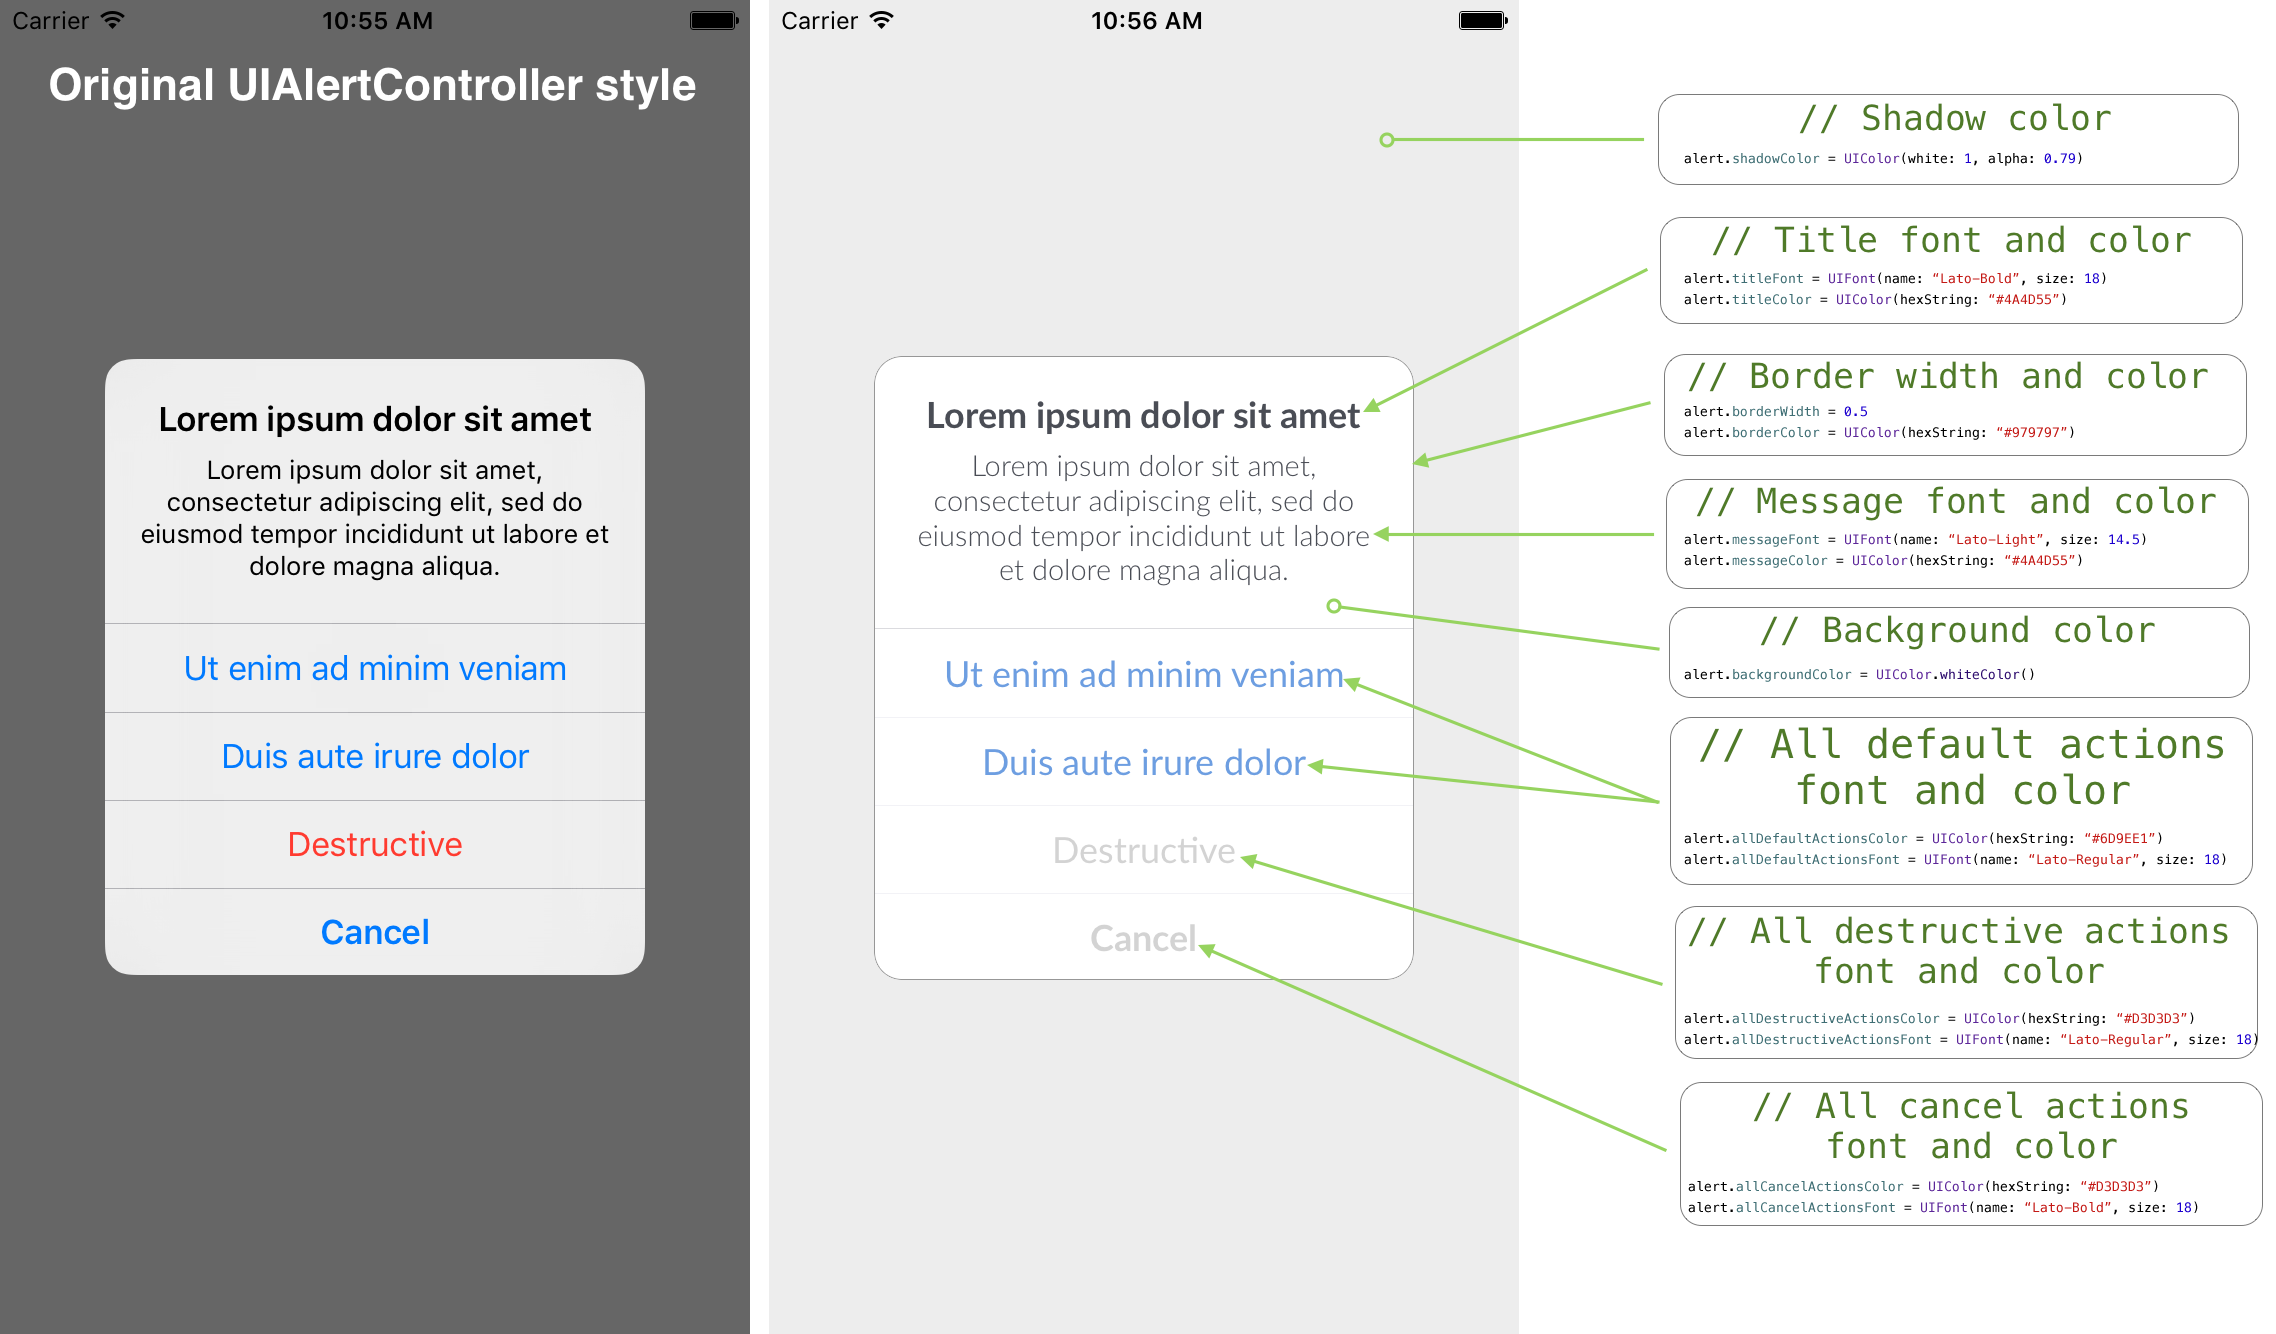 Carrier 10:55 AM
Original UIAlertController style
Lorem ipsum dolor sit amet
Lorem ipsum dolor sit amet,
consectetur adipiscing elit, sed do
eiusmod tempor incididunt ut labore et
dolore magna aliqua.
Ut enim ad minim veniam
Duis aute irure dolor
Destructive
Cancel
Carrier 10:56 AM
Lorem ipsum dolor sit amet
Lorem ipsum dolor sit amet,
consectetur adipiscing elit, sed do
eiusmod tempor incididunt ut labore
et dolore magna aliqua.
Ut enim ad minim veniam
Duis aute irure dolor
Destructive
Cancel
// Shadow color
alert.shadowColor = UIColor(white: 1, alpha: 0.79)
// Title font and color
alert.titleFont = UIFont(name: “Lato-Bold”, size: 18)
alert.titleColor = UIColor(hexString: “#4A4D55”)
// Border width and color
alert.borderWidth = 0.5
alert.borderColor = UIColor(hexString: “#979797”)
// Message font and color
alert.messageFont = UIFont(name: “Lato-Light”, size: 14.5)
alert.messageColor = UIColor(hexString: “#4A4D55”)
// Background color
alert.backgroundColor = UIColor.whiteColor()
// All default actions
font and color
alert.allDefaultActionsColor = UIColor(hexString: “#6D9EE1”)
alert.allDefaultActionsFont = UIFont(name: “Lato-Regular”, size: 18)
// All destructive actions
font and color
alert.allDestructiveActionsColor = UIColor(hexString: “#D3D3D3”)
alert.allDestructiveActionsFont = UIFont(name: “Lato-Regular”, size: 18)
// All cancel actions
font and color
alert.allCancelActionsColor = UIColor(hexString: “#D3D3D3”)
alert.allCancelActionsFont = UIFont(name: “Lato-Bold”, size: 18)